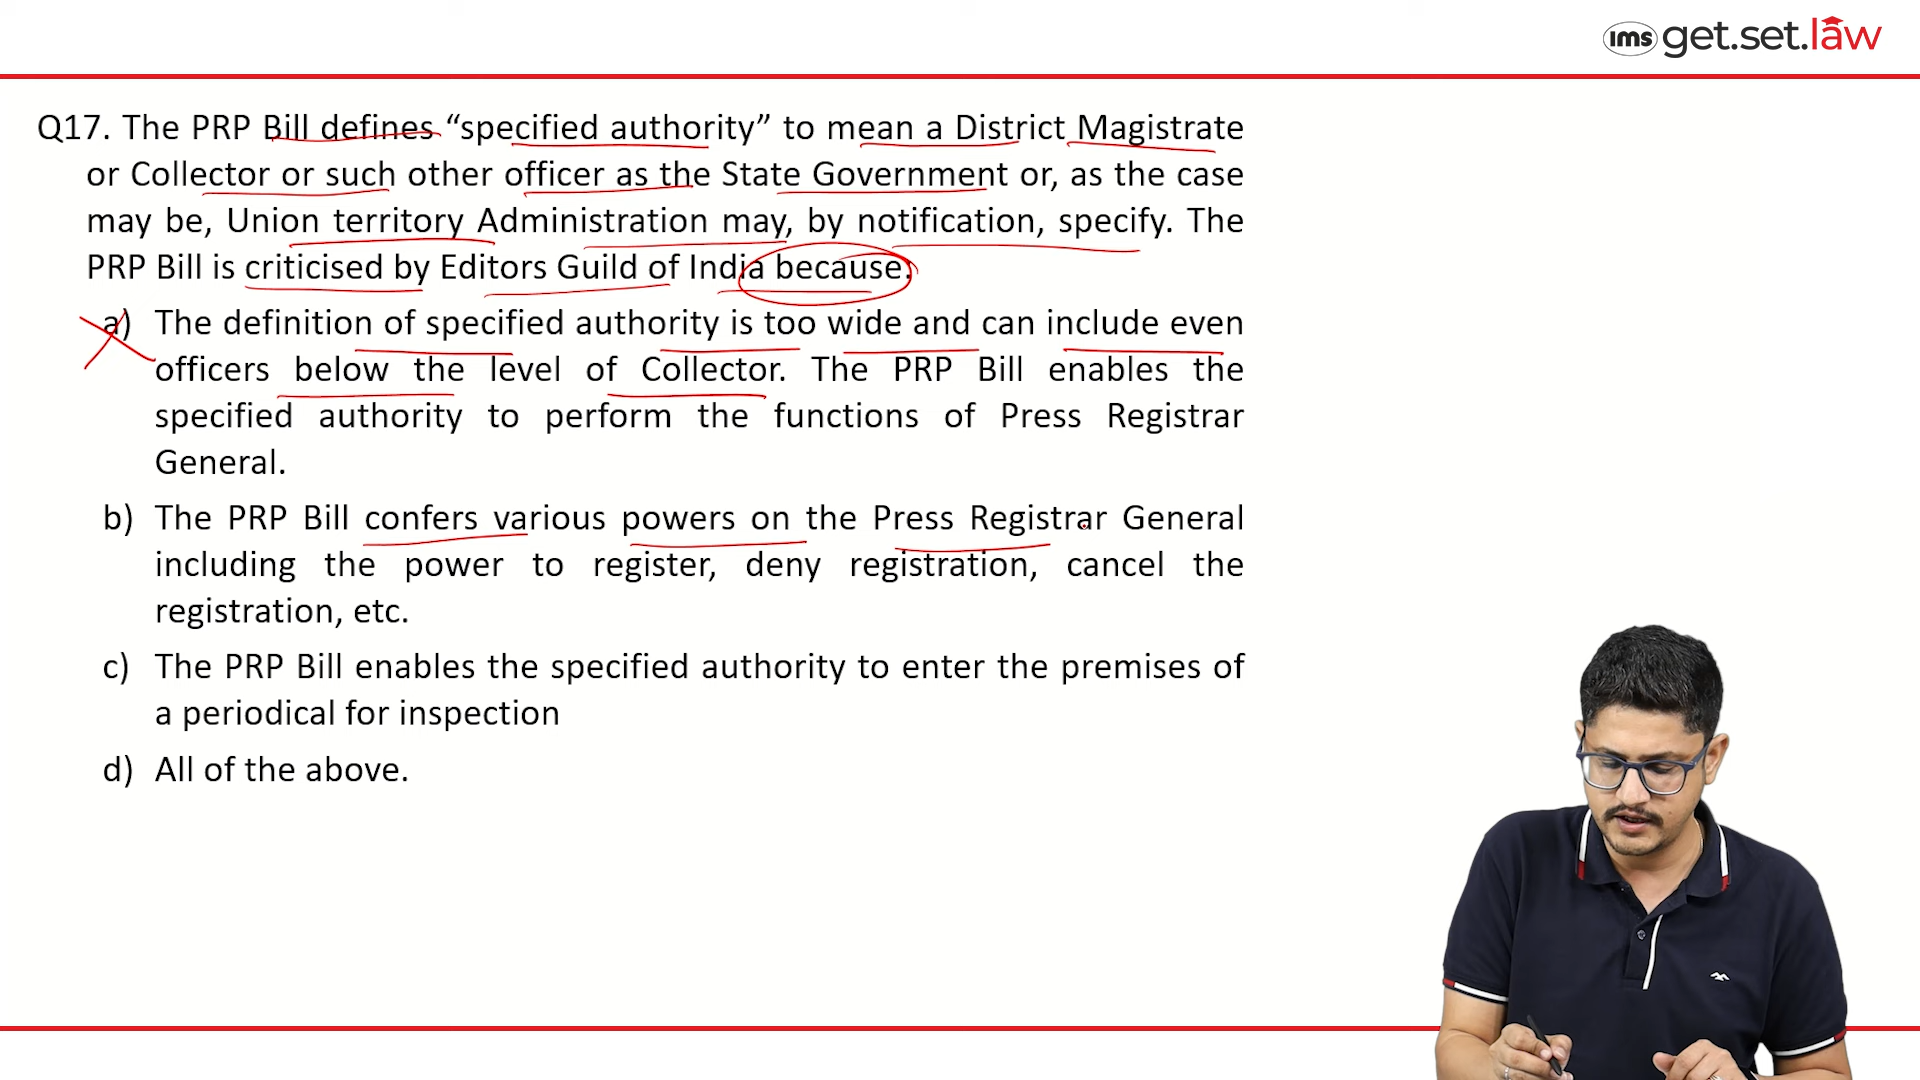 ims get.set.law
Q17. The PRP Bill defines “specified authority” to mean a District Magistrate
or Collector or such other officer as the State Government or, as the case
may be, Union territory Administration may, by notification, specify. The
PRP Bill is criticised by Editors Guild of India because:
a) The definition of specified authority is too wide and can include even
officers below the level of Collector. The PRP Bill enables the
specified authority to perform the functions of Press Registrar
General.
b) The PRP Bill confers various powers on the Press Registrar General
including the power to register, deny registration, cancel the
registration, etc.
c) The PRP Bill enables the specified authority to enter the premises of
a periodical for inspection
d) All of the above.